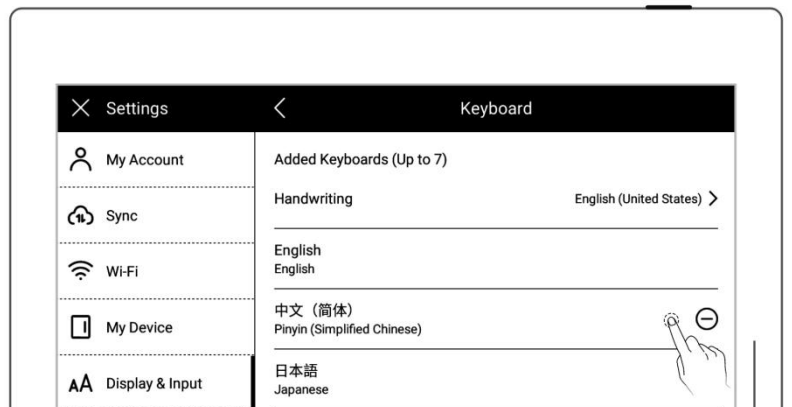 Settings
Keyboard
My Account
Sync
Wi-Fi
My Device
AA Display & Input
Added Keyboards (Up to 7)
Handwriting
English (United States)
English
English
中文（简体）
Pinyin (Simplified Chinese)
日本語
Japanese